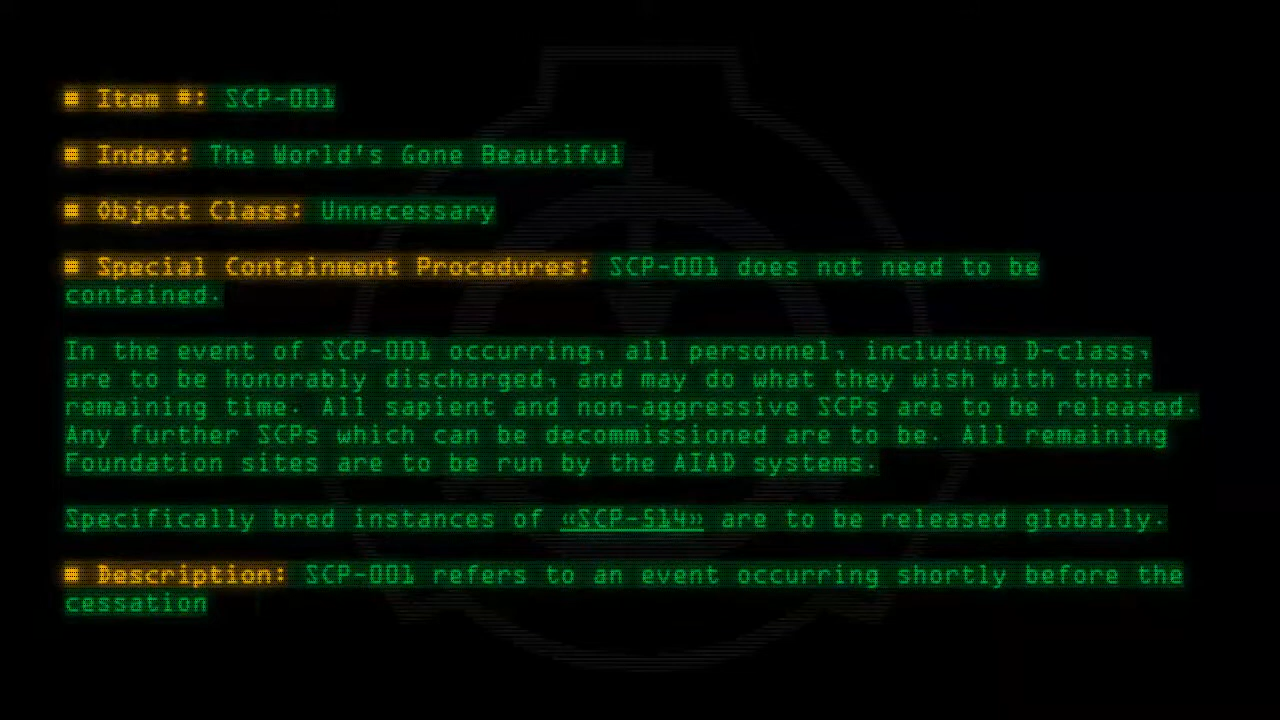 ■ Item #: SCP-001
■ Index: The World's Gone Beautiful
■ Object Class: Unnecessary
■ Special Containment Procedures: SCP-001 does not need to be
contained.
In the event of SCP-001 occurring, all personnel, including D-class,
are to be honorably discharged, and may do what they wish with their
remaining time. All sapient and non-aggressive SCPs are to be released.
Any further SCPs which can be decommissioned are to be. All remaining
Foundation sites are to be run by the AIAD systems.
Specifically bred instances of «SCP-514» are to be released globally.
■ Description: SCP-001 refers to an event occurring shortly before the
cessation